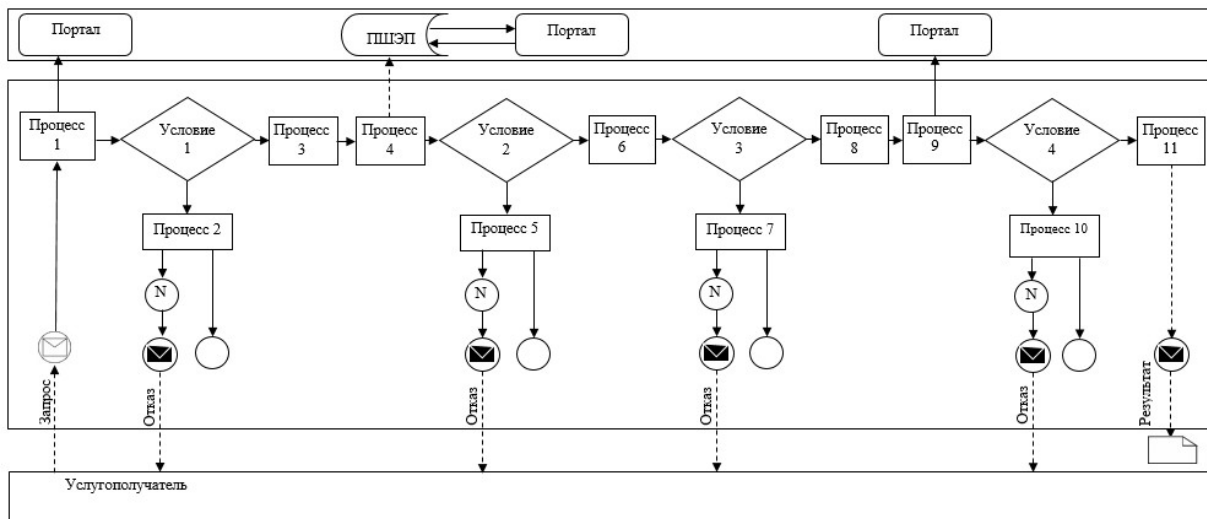 Портал
ПШЭП
Портал
Портал
Процесс
1
Условие
1
Процесс
3
Процесс
4
Условие
2
Процесс
6
Условие
3
Процесс
8
Процесс
9
Условие
4
Процесс
11
Процесс 2
Процесс 5
Процесс 7
Процесс 10
N
N
N
N
Запрос
Отказ
Отказ
Отказ
Отказ
Результат
Услугополучатель